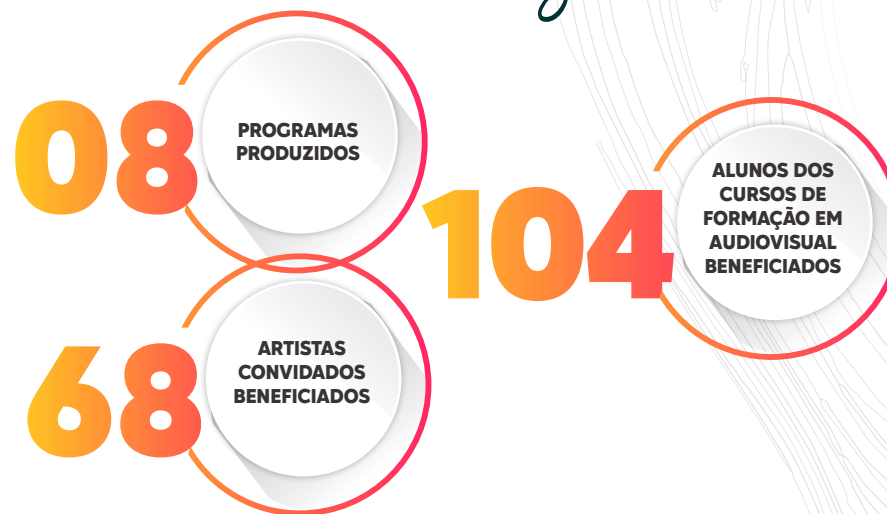 08
PROGRAMAS
PRODUZIDOS
104
ALUNOS DOS
CURSOS DE
FORMAÇÃO EM
AUDIOVISUAL
BENEFICIADOS
68
ARTISTAS
CONVIDADOS
BENEFICIADOS